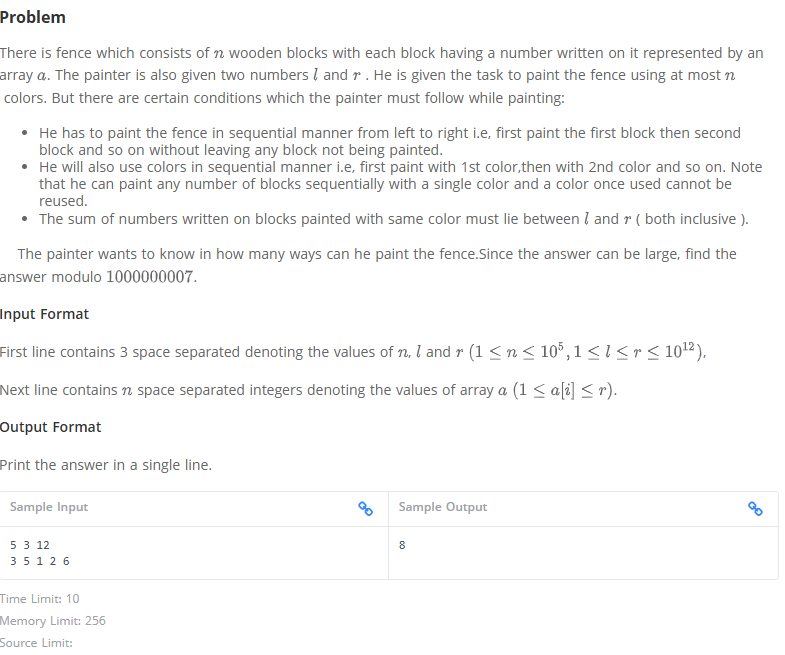 Problem
There is fence which consists of n wooden blocks with each block having a number written on it represented by an
array a. The painter is also given two numbers l and r . He is given the task to paint the fence using at most n
colors. But there are certain conditions which the painter must follow while painting:
• He has to paint the fence in sequential manner from left to right i.e, first paint the first block then second
block and so on without leaving any block not being painted.
• He will also use colors in sequential manner i.e, first paint with 1st color,then with 2nd color and so on. Note
that he can paint any number of blocks sequentially with a single color and a color once used cannot be
reused.
• The sum of numbers written on blocks painted with same color must lie between l and r ( both inclusive ).
The painter wants to know in how many ways can he paint the fence.Since the answer can be large, find the
answer modulo 1000000007.
Input Format
First line contains 3 space separated denoting the values of n, l and r (1 ≤ n ≤ 10^5, 1 ≤ l ≤ r ≤ 10^12).
Next line contains n space separated integers denoting the values of array a (1 ≤ a[i] ≤ r).
Output Format
Print the answer in a single line.
Sample Input
Sample Output
5 3 12
3 5 1 2 6
8
Time Limit: 10
Memory Limit: 256
Source Limit: